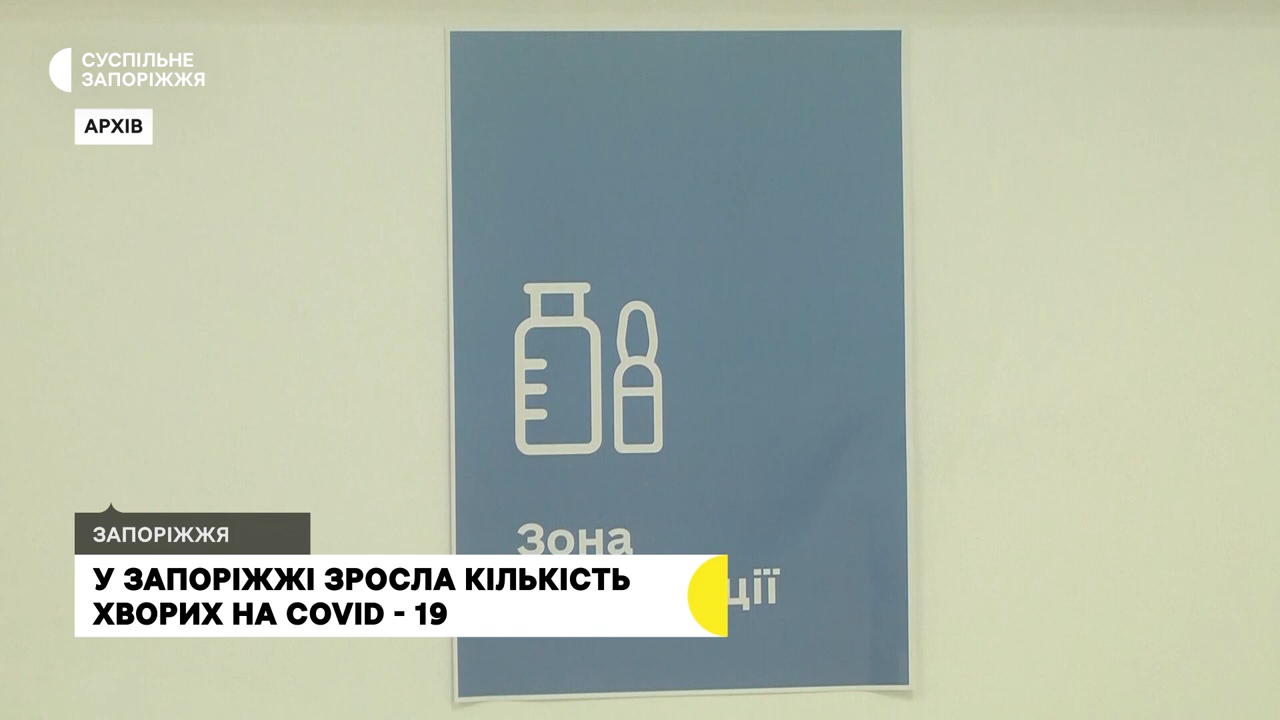 СУСПІЛЬНЕ
ЗАПОРІЖЖЯ
АРХІВ
Зона
ції
ЗАПОРІЖЖЯ
У ЗАПОРІЖЖІ ЗРОСЛА КІЛЬКІСТЬ
ХВОРИХ НА COVID - 19